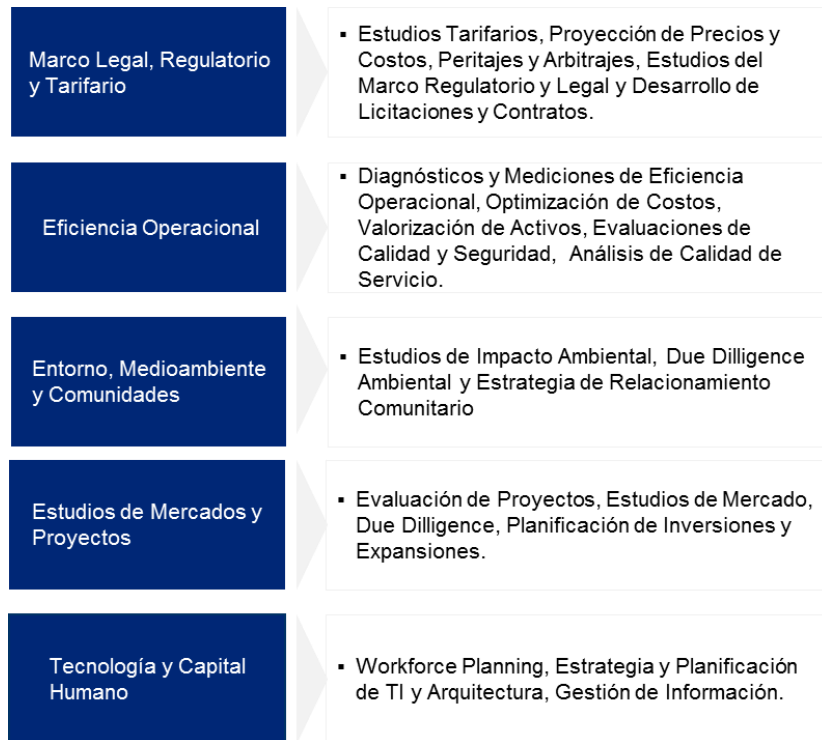 Marco Legal, Regulatorio
y Tarifario
▪ Estudios Tarifarios, Proyección de Precios y
Costos, Peritajes y Arbitrajes, Estudios del
Marco Regulatorio y Legal y Desarrollo de
Licitaciones y Contratos.
Eficiencia Operacional
▪ Diagnósticos y Mediciones de Eficiencia
Operacional, Optimización de Costos,
Valorización de Activos, Evaluaciones de
Calidad y Seguridad,  Análisis de Calidad de
Servicio.
Entorno, Medioambiente
y Comunidades
▪ Estudios de Impacto Ambiental, Due Dilligence
Ambiental y Estrategia de Relacionamiento
Comunitario
Estudios de Mercados y
Proyectos
▪ Evaluación de Proyectos, Estudios de Mercado,
Due Dilligence, Planificación de Inversiones y
Expansiones.
Tecnología y Capital
Humano
▪ Workforce Planning, Estrategia y Planificación
de TI y Arquitectura, Gestión de Información.